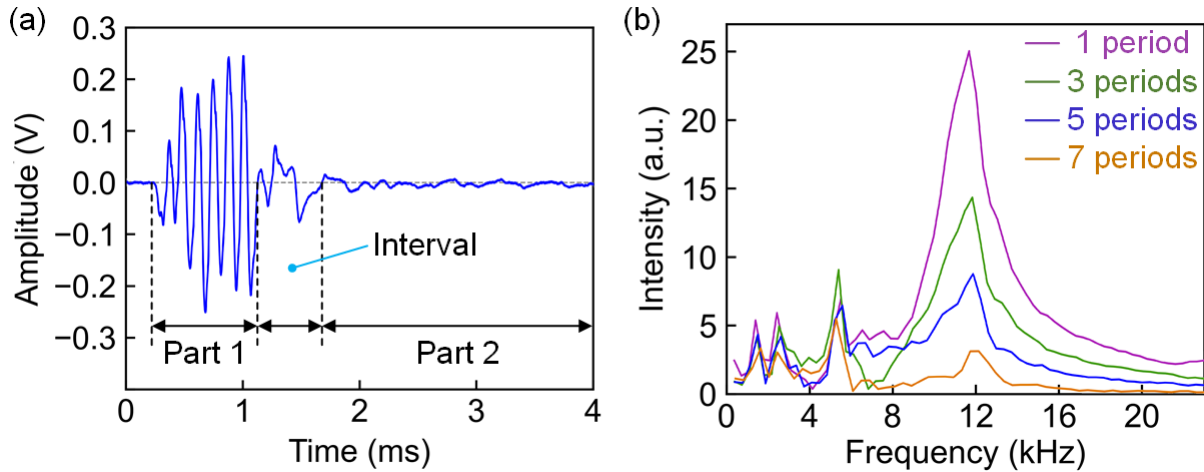 (a)
0.3
0.2
0.1
0.0
−0.1
−0.2
−0.3
Amplitude (V)
Interval
Part 1
Part 2
0 1 2 3 4
Time (ms)
(b)
1 period
3 periods
5 periods
7 periods
25
20
15
10
5
0
Intensity (a.u.)
0 4 8 12 16 20
Frequency (kHz)